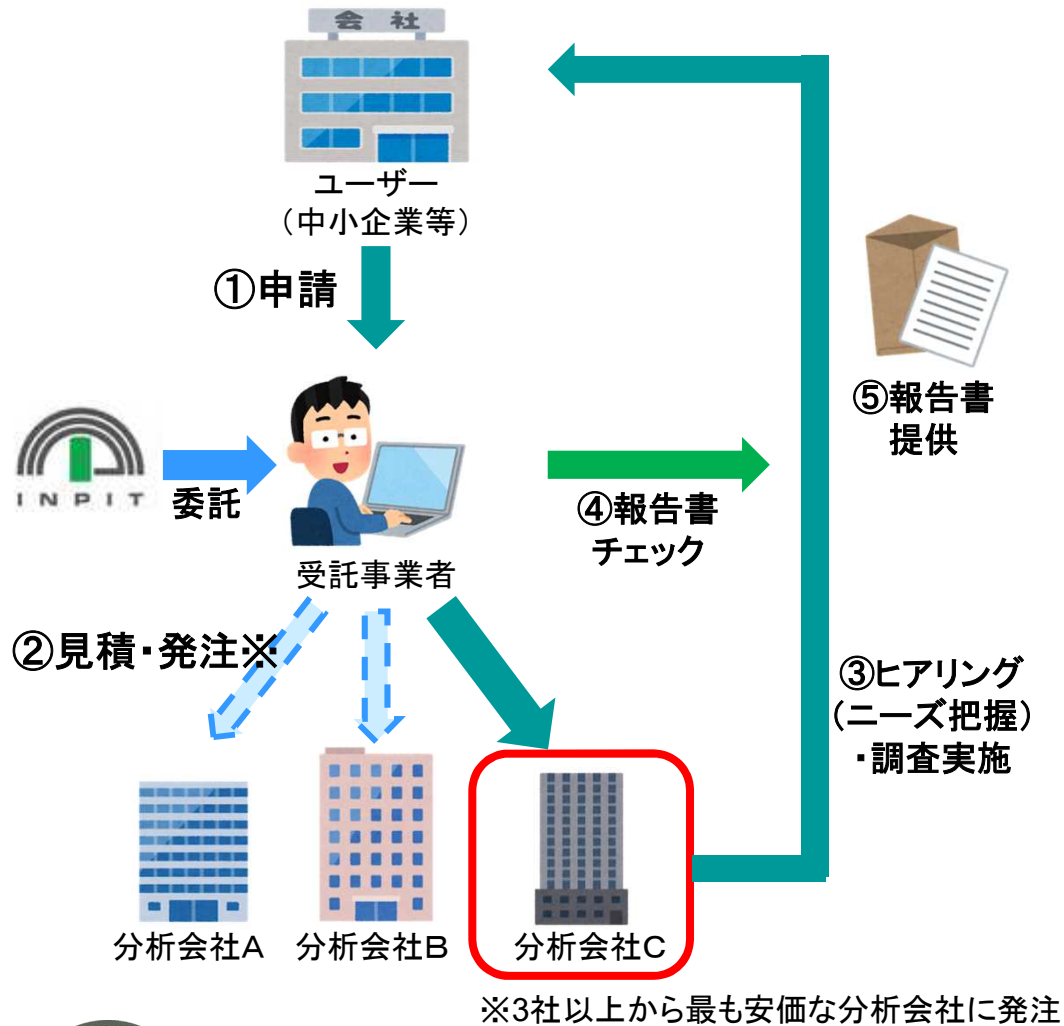 会社
ユーザー
（中小企業等）
①申請
INPIT
委託
受託事業者
④報告書
チェック
⑤報告書
提供
②見積・発注※
③ヒアリング
（ニーズ把握）
・調査実施
分析会社A
分析会社B
分析会社C
※3社以上から最も安価な分析会社に発注